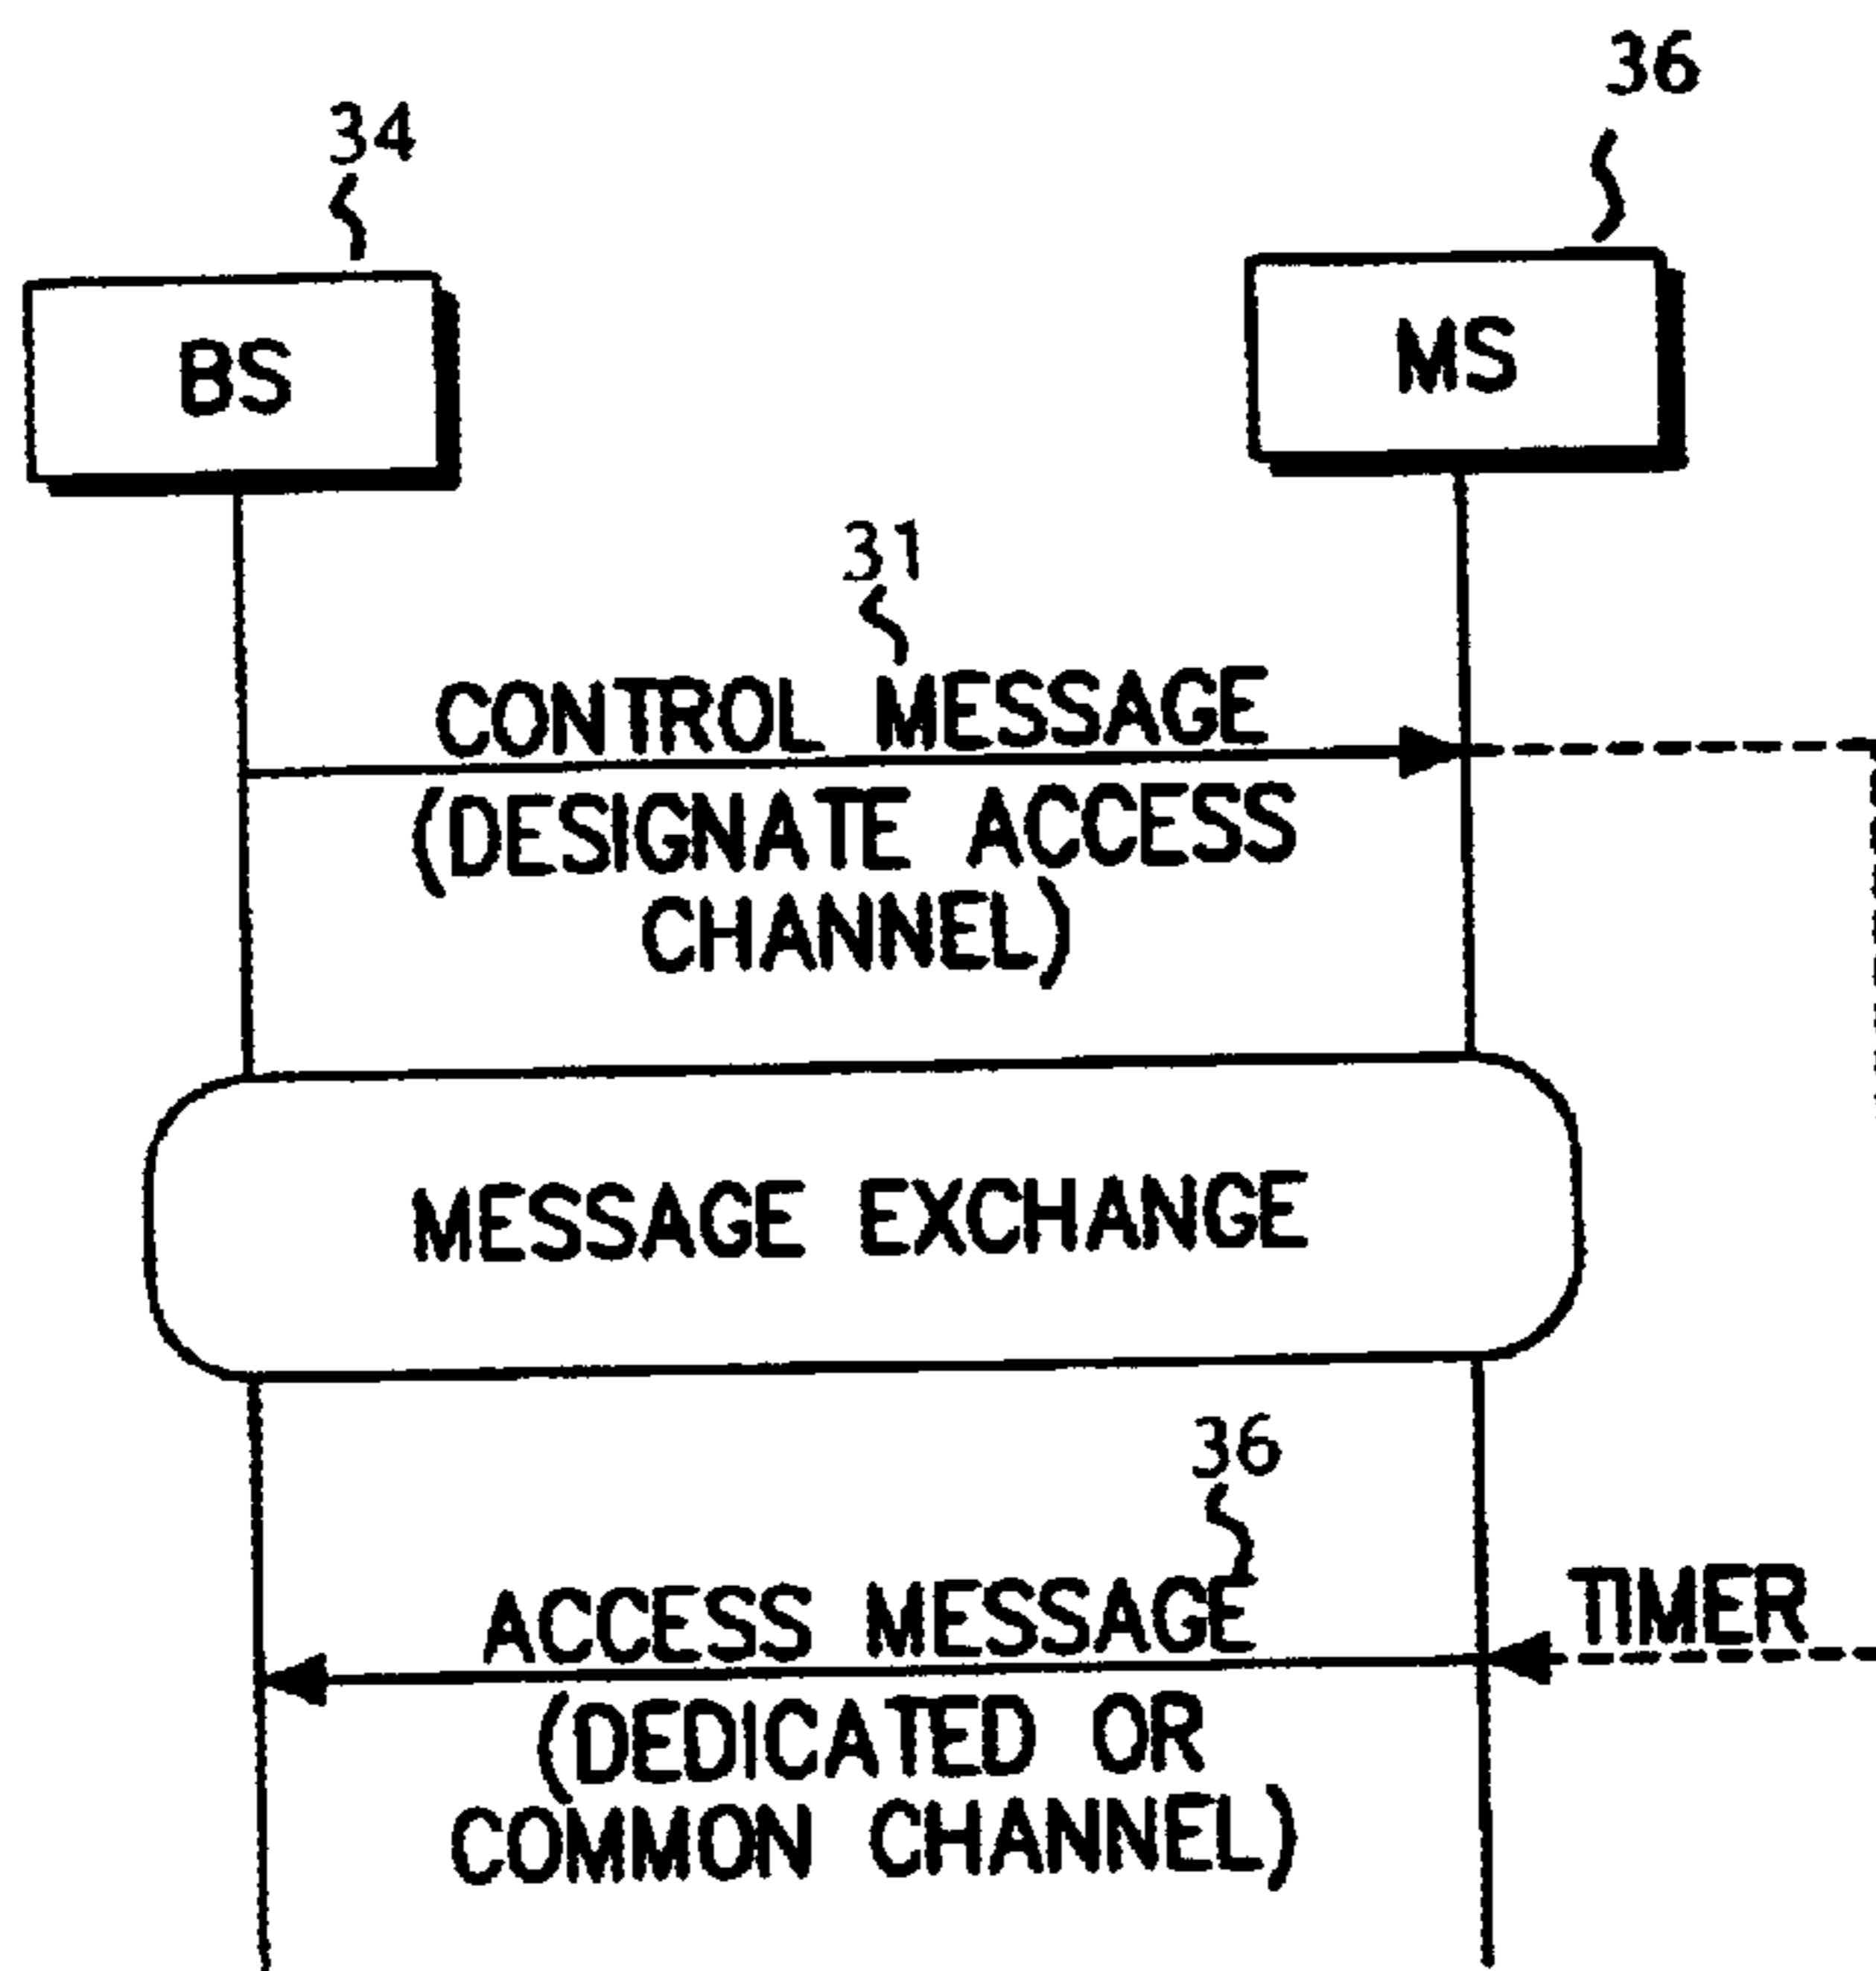 36
34
BS
MS
31
CONTROL MESSAGE
(DESIGNATE ACCESS
CHANNEL)
MESSAGE EXCHANGE
36
ACCESS MESSAGE
TIMER
(DEDICATED OR
COMMON CHANNEL)